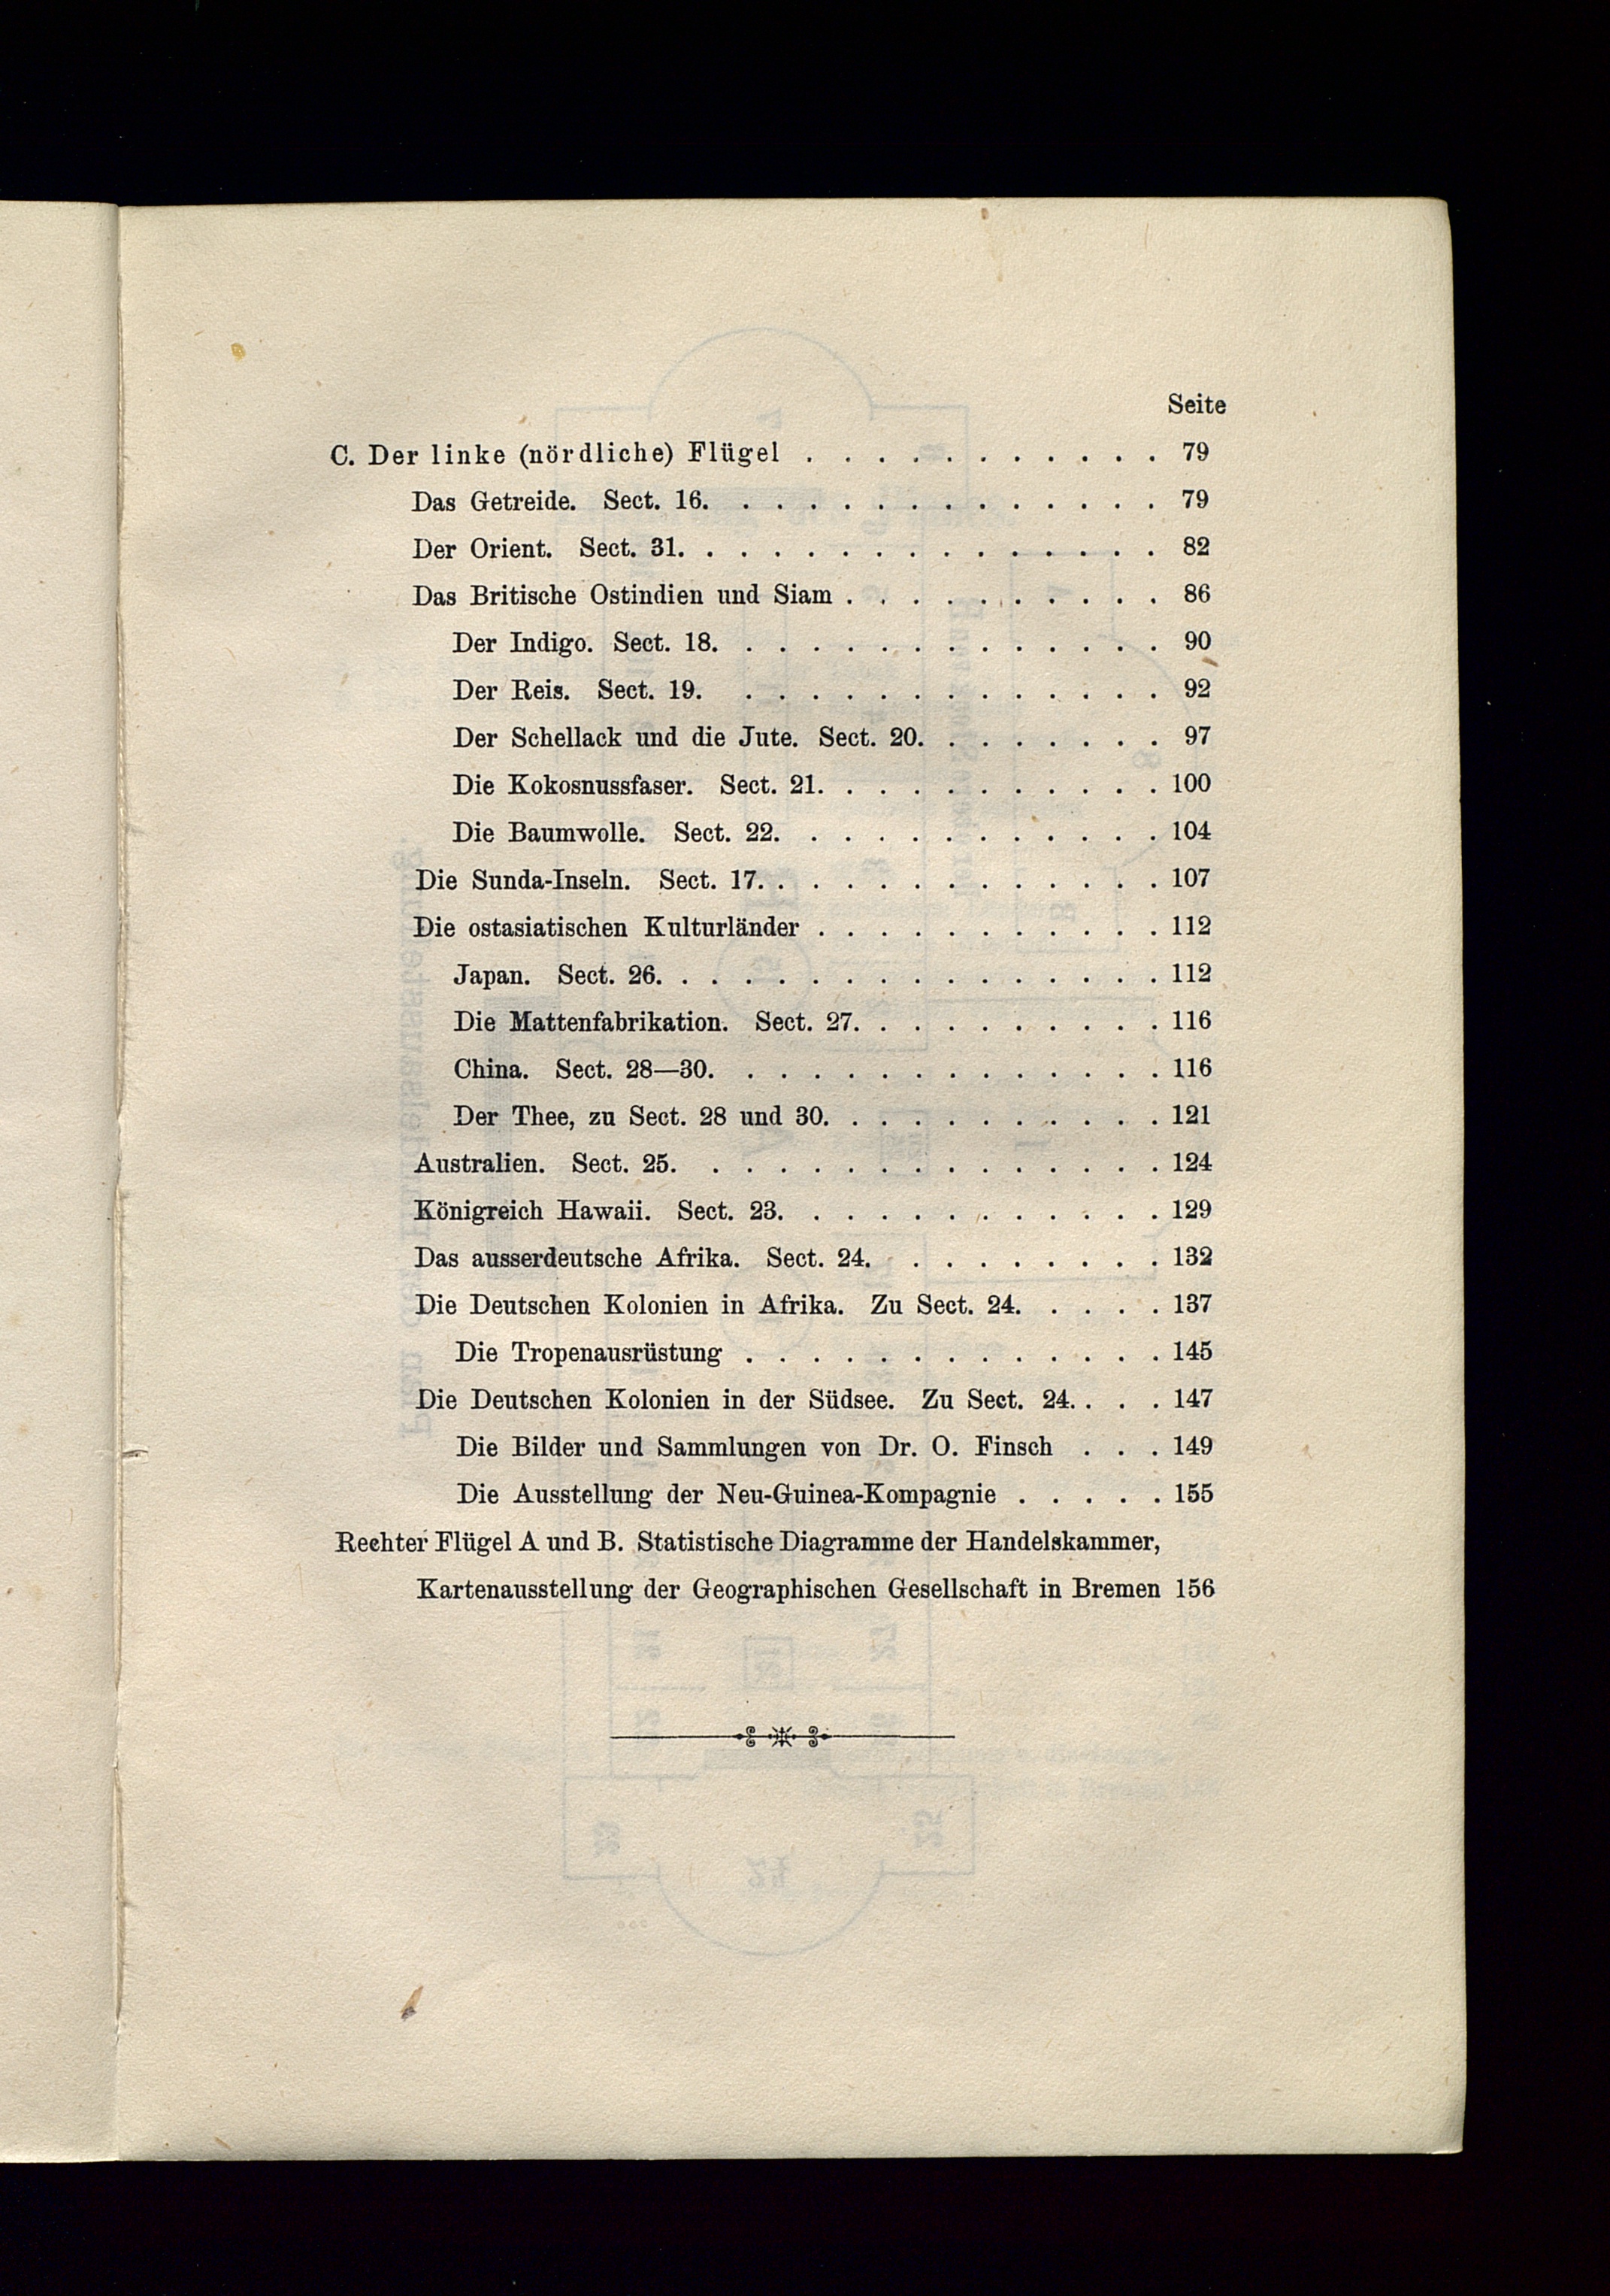 Seite
C. Der linke (nördliche) Flügel . . . . . . . . . . . 79
Das Getreide. Sect. 16. . . . . . . . . . . . . . 79
Der Orient. Sect. 31. . . . . . . . . . . . . . . 82
Das Britische Ostindien und Siam . . . . . . . . . . 86
Der Indigo. Sect. 18. . . . . . . . . . . . . . 90
Der Reis. Sect. 19. . . . . . . . . . . . . . 92
Der Schellack und die Jute. Sect. 20. . . . . . . . 97
Die Kokosnussfaser. Sect. 21. . . . . . . . . . . 100
Die Baumwolle. Sect. 22. . . . . . . . . . . . 104
Die Sunda-Inseln. Sect. 17. . . . . . . . . . . . . 107
Die ostasiatischen Kulturländer . . . . . . . . . . . 112
Japan. Sect. 26. . . . . . . . . . . . . . . . 112
Die Mattenfabrikation. Sect. 27. . . . . . . . . . 116
China. Sect. 28—30. . . . . . . . . . . . . . 116
Der Thee, zu Sect. 28 und 30. . . . . . . . . . . 121
Australien. Sect. 25. . . . . . . . . . . . . . . 124
Königreich Hawaii. Sect. 23. . . . . . . . . . . . 129
Das ausserdeutsche Afrika. Sect. 24. . . . . . . . . 132
Die Deutschen Kolonien in Afrika. Zu Sect. 24. . . . . 137
Die Tropenausrüstung . . . . . . . . . . . . . 145
Die Deutschen Kolonien in der Südsee. Zu Sect. 24. . . . 147
Die Bilder und Sammlungen von Dr. O. Finsch . . . 149
Die Ausstellung der Neu-Guinea-Kompagnie . . . . . 155
Rechter Flügel A und B. Statistische Diagramme der Handelskammer,
Kartenausstellung der Geographischen Gesellschaft in Bremen 156